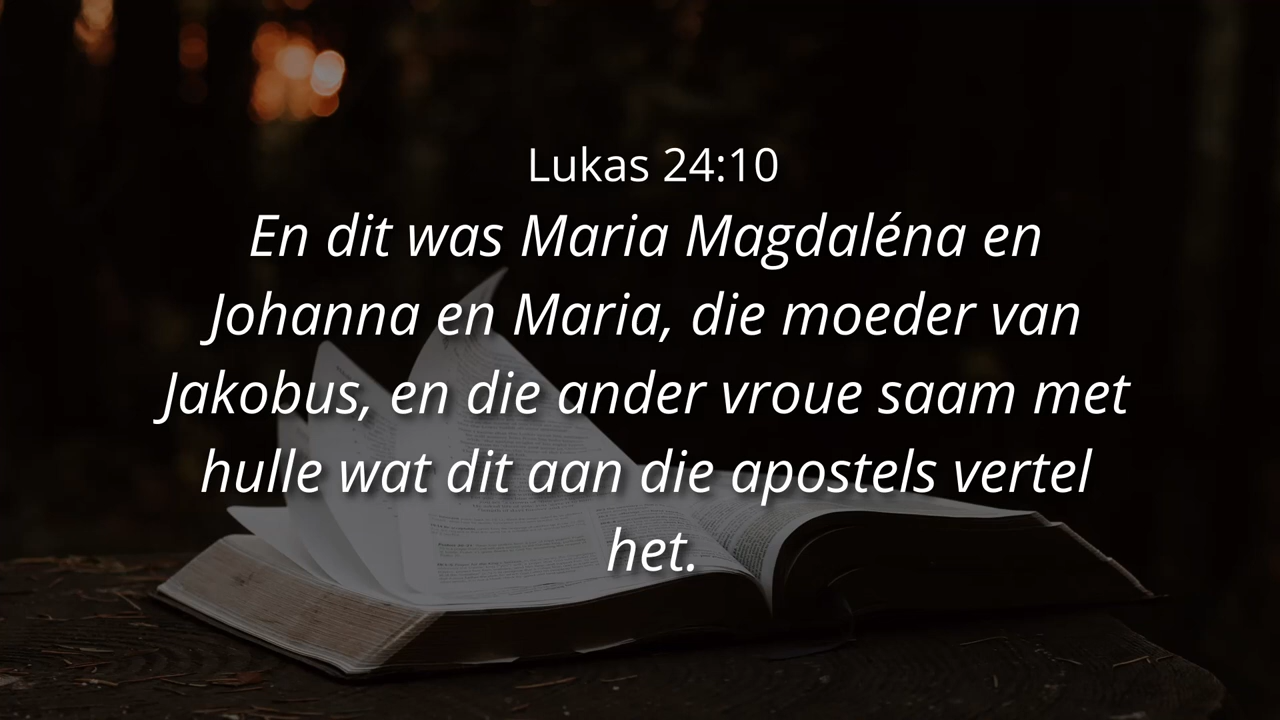 Lukas 24:10
En dit was Maria Magdaléna en
Johanna en Maria, die moeder van
Jakobus, en die ander vroue saam met
hulle wat dit aan die apostels vertel
het.